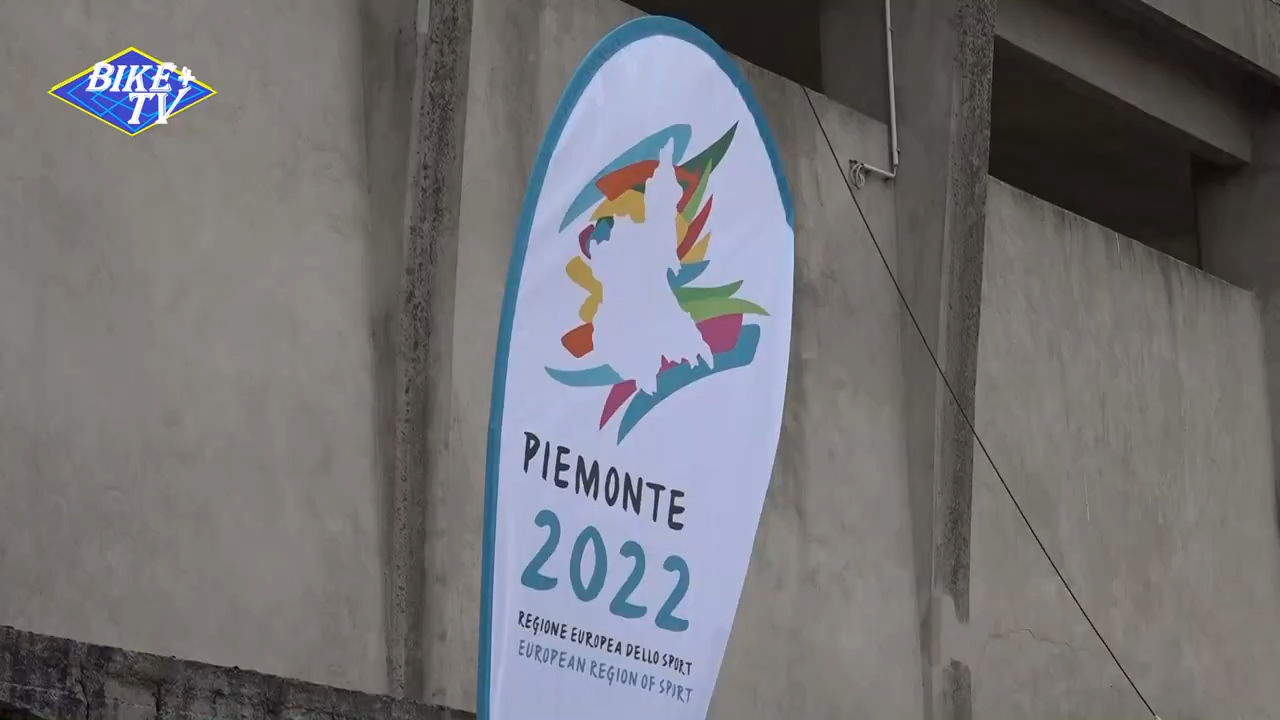 BIKE+
TV
PIEMONTE
2022
REGIONE EUROPEA DELLO SPORT
EUROPEAN REGION OF SPORT